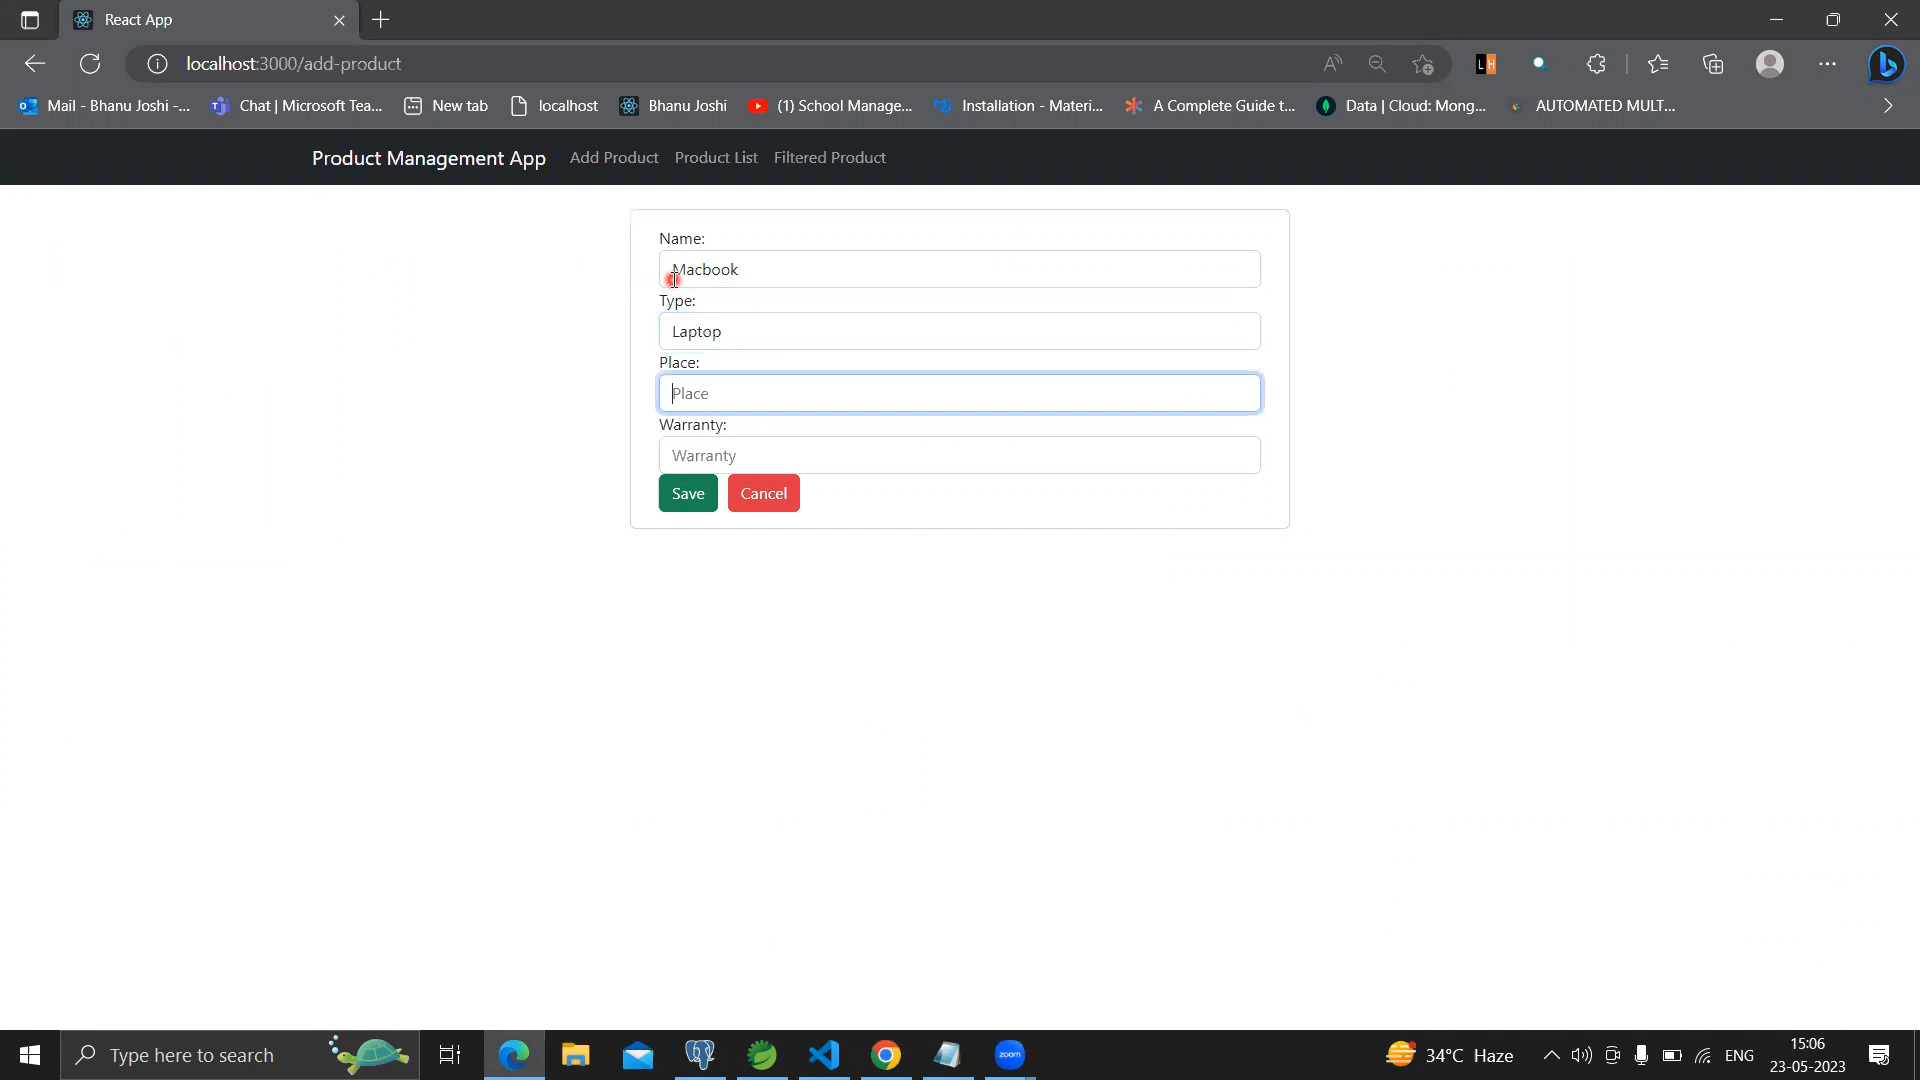 React App
localhost:3000/add-product
A
LH
Mail - Bhanu Joshi -...
Chat | Microsoft Tea...
New tab
localhost
Bhanu Joshi
(1) School Manage...
Installation - Materi...
A Complete Guide t...
Data | Cloud: Mong...
AUTOMATED MULT...
Product Management App
Add Product
Product List
Filtered Product
Name:
Macbook
Type:
Laptop
Place:
Place
Warranty:
Warranty
Save
Cancel
Type here to search
zoom
34°C Haze
ENG
15:06
23-05-2023